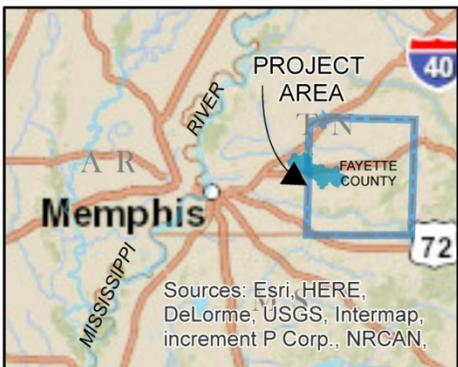 40
PROJECT
AREA
RIVER
T N
A R
FAYETTE
COUNTY
Memphis
72
MISSISSIPPI
M S
Sources: Esri, HERE,
DeLorme, USGS, Intermap,
increment P Corp., NRCAN,